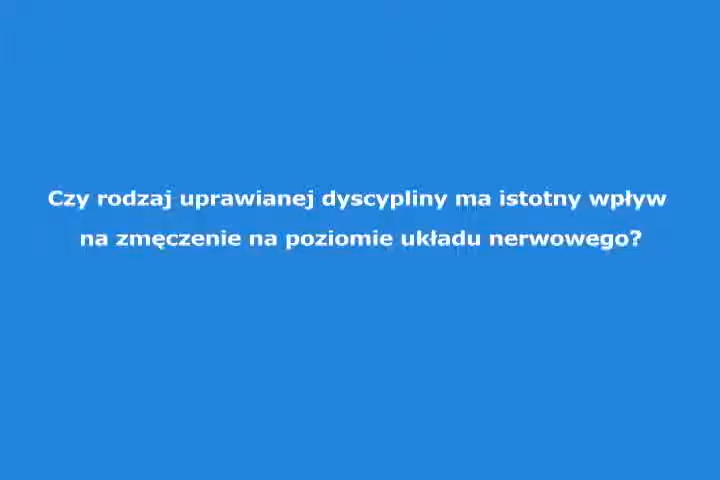 Czy rodzaj uprawianej dyscypliny ma istotny wpływ
na zmęczenie na poziomie układu nerwowego?